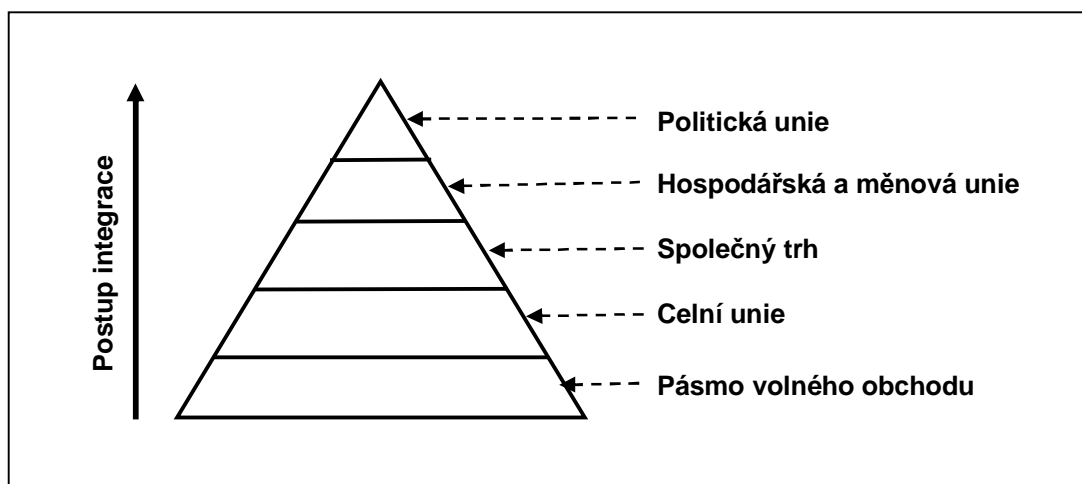 Postup integrace
Politická unie
Hospodářská a měnová unie
Společný trh
Celní unie
Pásmo volného obchodu